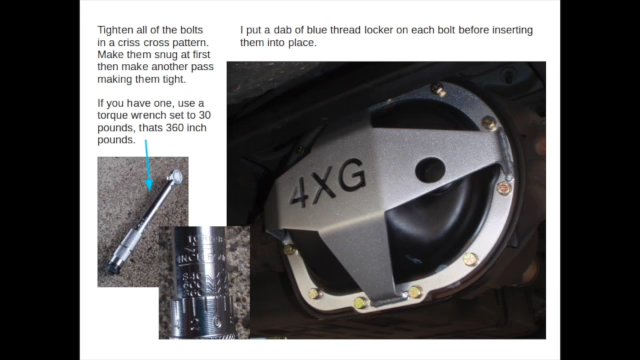 Tighten all of the bolts
in a criss cross pattern.
Make them snug at first
then make another pass
making them tight.
If you have one, use a
torque wrench set to 30
pounds, thats 360 inch
pounds.
I put a dab of blue thread locker on each bolt before inserting
them into place.
4XG